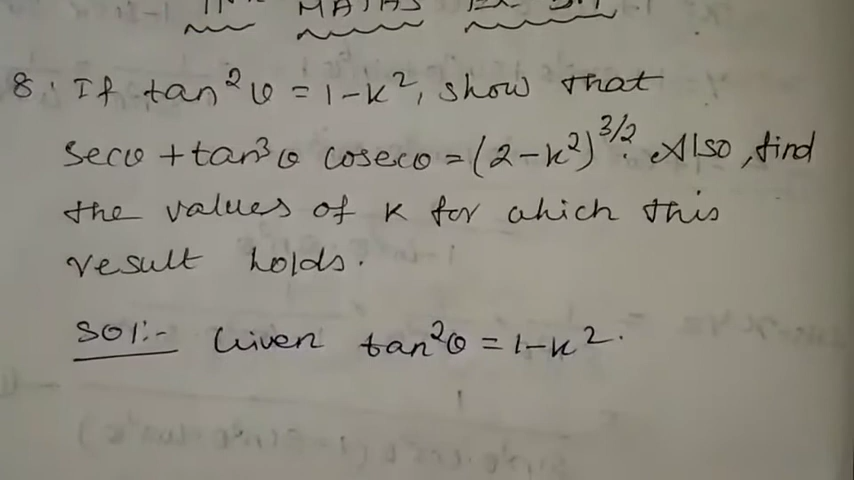 MATHS
8. If tan²θ = 1-k², show that
secθ + tan³θ cosecθ = (2-k²)^3/2. Also, find
the values of k for which this
result holds.
Sol:- Given tan²θ = 1-k².